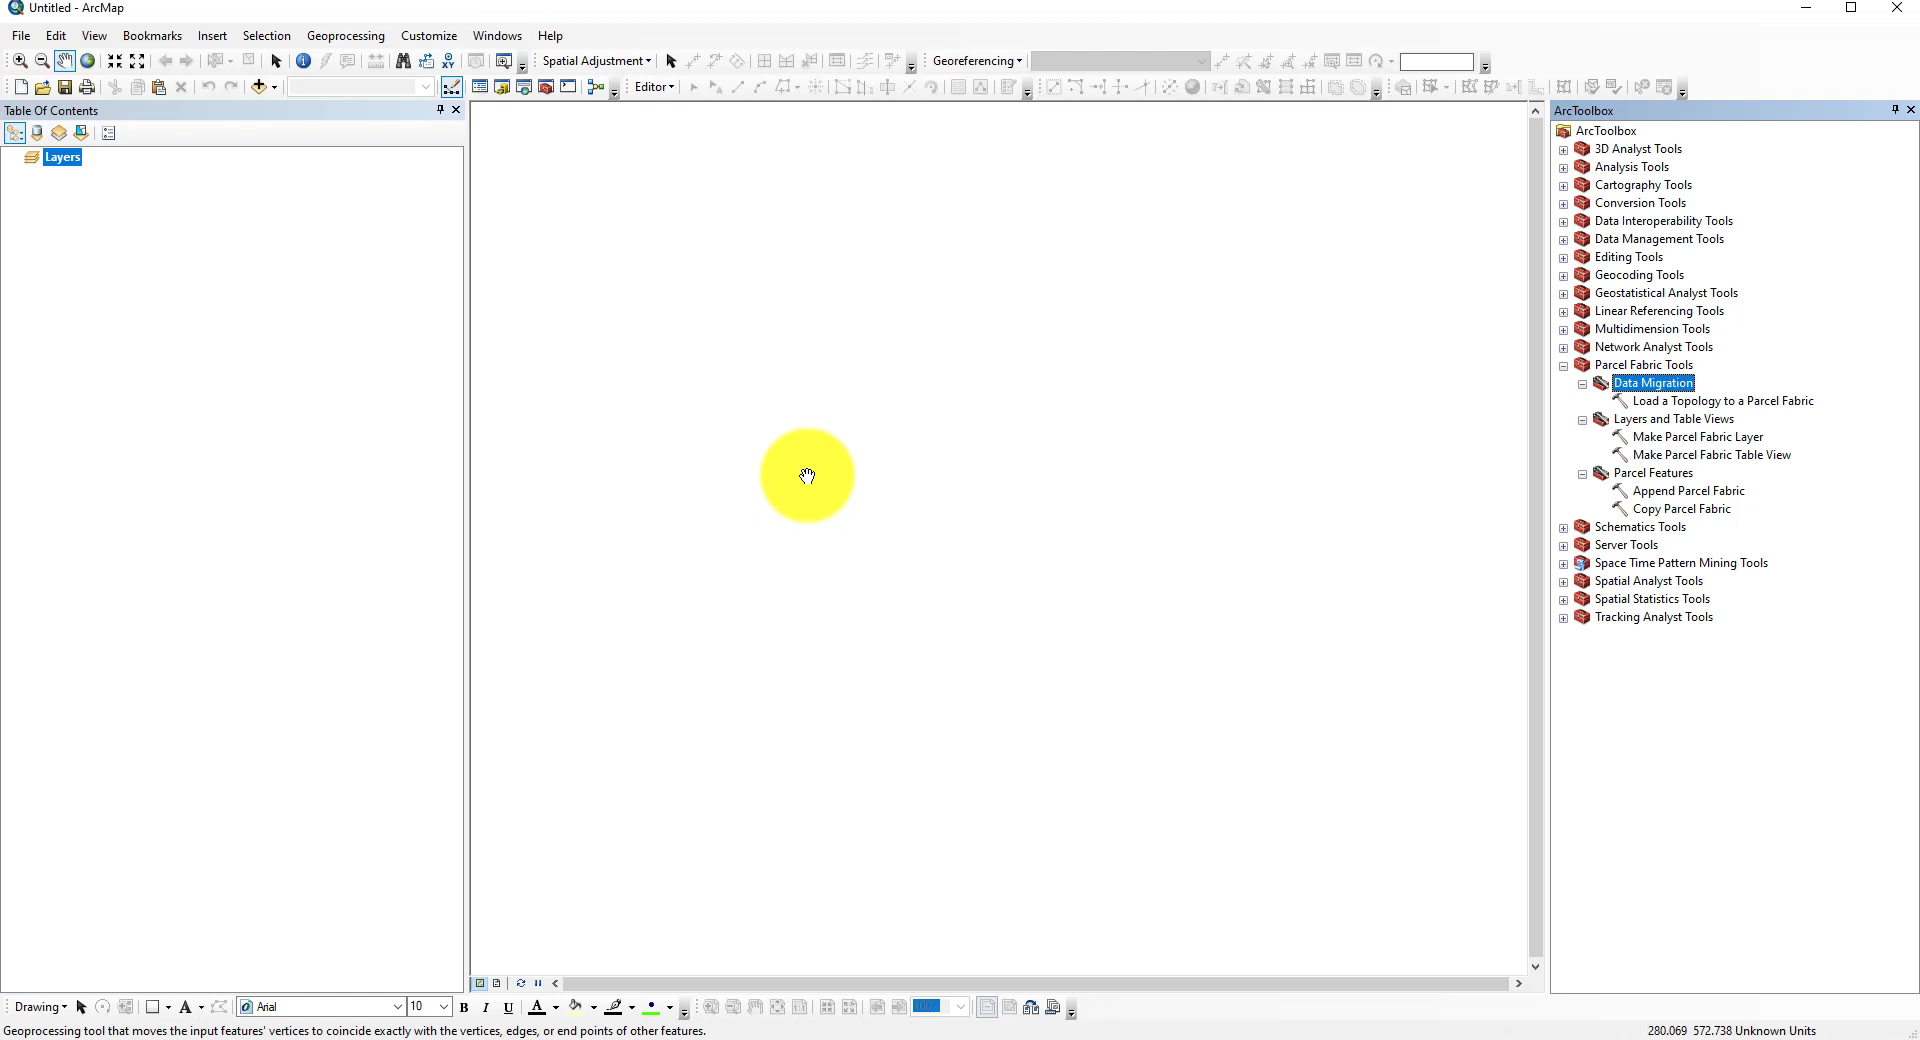 Untitled - ArcMap
File Edit View Bookmarks Insert Selection Geoprocessing Customize Windows Help
Spatial Adjustment Georeferencing
Editor
Table Of Contents
Layers
ArcToolbox
ArcToolbox
3D Analyst Tools
Analysis Tools
Cartography Tools
Conversion Tools
Data Interoperability Tools
Data Management Tools
Editing Tools
Geocoding Tools
Geostatistical Analyst Tools
Linear Referencing Tools
Multidimension Tools
Network Analyst Tools
Parcel Fabric Tools
Data Migration
Load a Topology to a Parcel Fabric
Layers and Table Views
Make Parcel Fabric Layer
Make Parcel Fabric Table View
Parcel Features
Append Parcel Fabric
Copy Parcel Fabric
Schematics Tools
Server Tools
Space Time Pattern Mining Tools
Spatial Analyst Tools
Spatial Statistics Tools
Tracking Analyst Tools
Drawing A Arial 10 B I U A
Geoprocessing tool that moves the input features' vertices to coincide exactly with the vertices, edges, or end points of other features.
280.069 572.738 Unknown Units